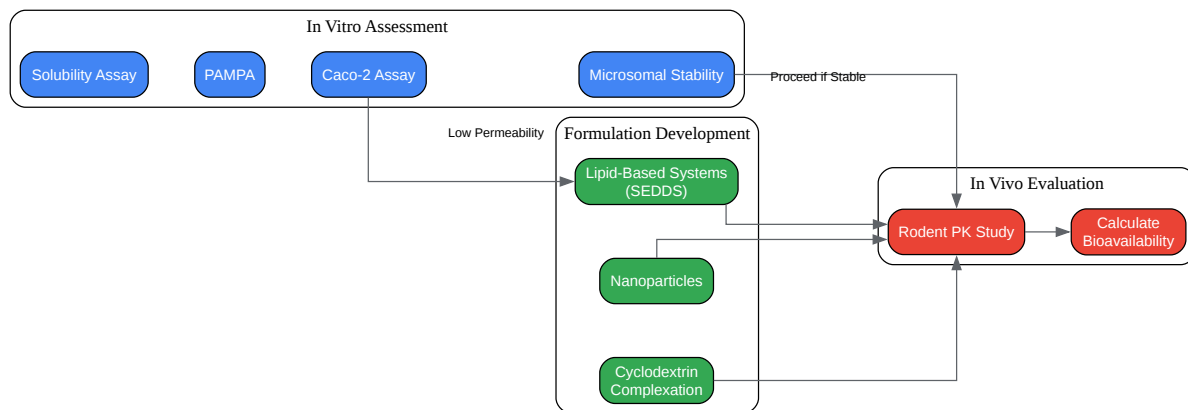 In Vitro Assessment
Solubility Assay
PAMPA
Caco-2 Assay
Microsomal Stability
Proceed if Stable
Low Permeability
Formulation Development
Lipid-Based Systems
(SEDDS)
In Vivo Evaluation
Rodent PK Study
Calculate
Bioavailability
Nanoparticles
Cyclodextrin
Complexation